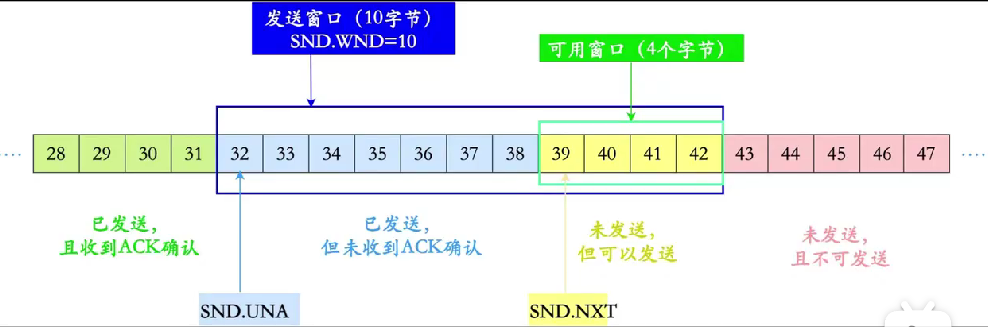 发送窗口（10字节）
SND.WND=10
可用窗口（4个字节）
···· 28 29 30 31 32 33 34 35 36 37 38 39 40 41 42 43 44 45 46 47 ····
已发送，
且收到ACK确认
已发送，
但未收到ACK确认
未发送，
但可以发送
未发送，
且不可发送
SND.UNA
SND.NXT